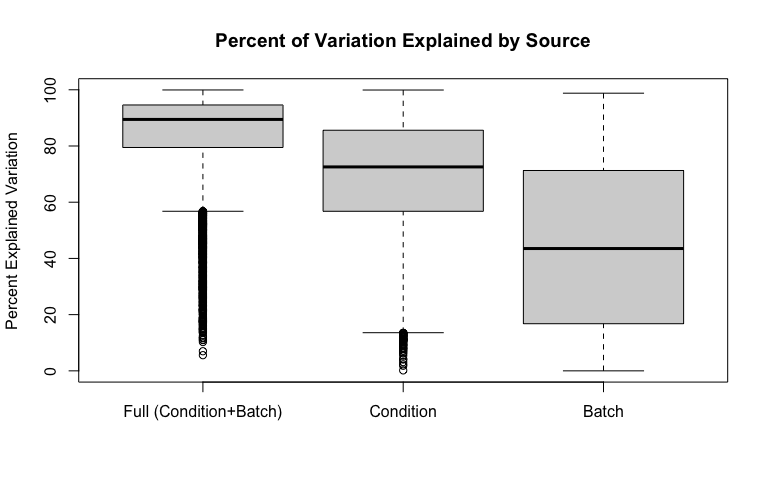 Percent of Variation Explained by Source
Percent Explained Variation
100
80
60
40
20
0
Full (Condition+Batch)
Condition
Batch